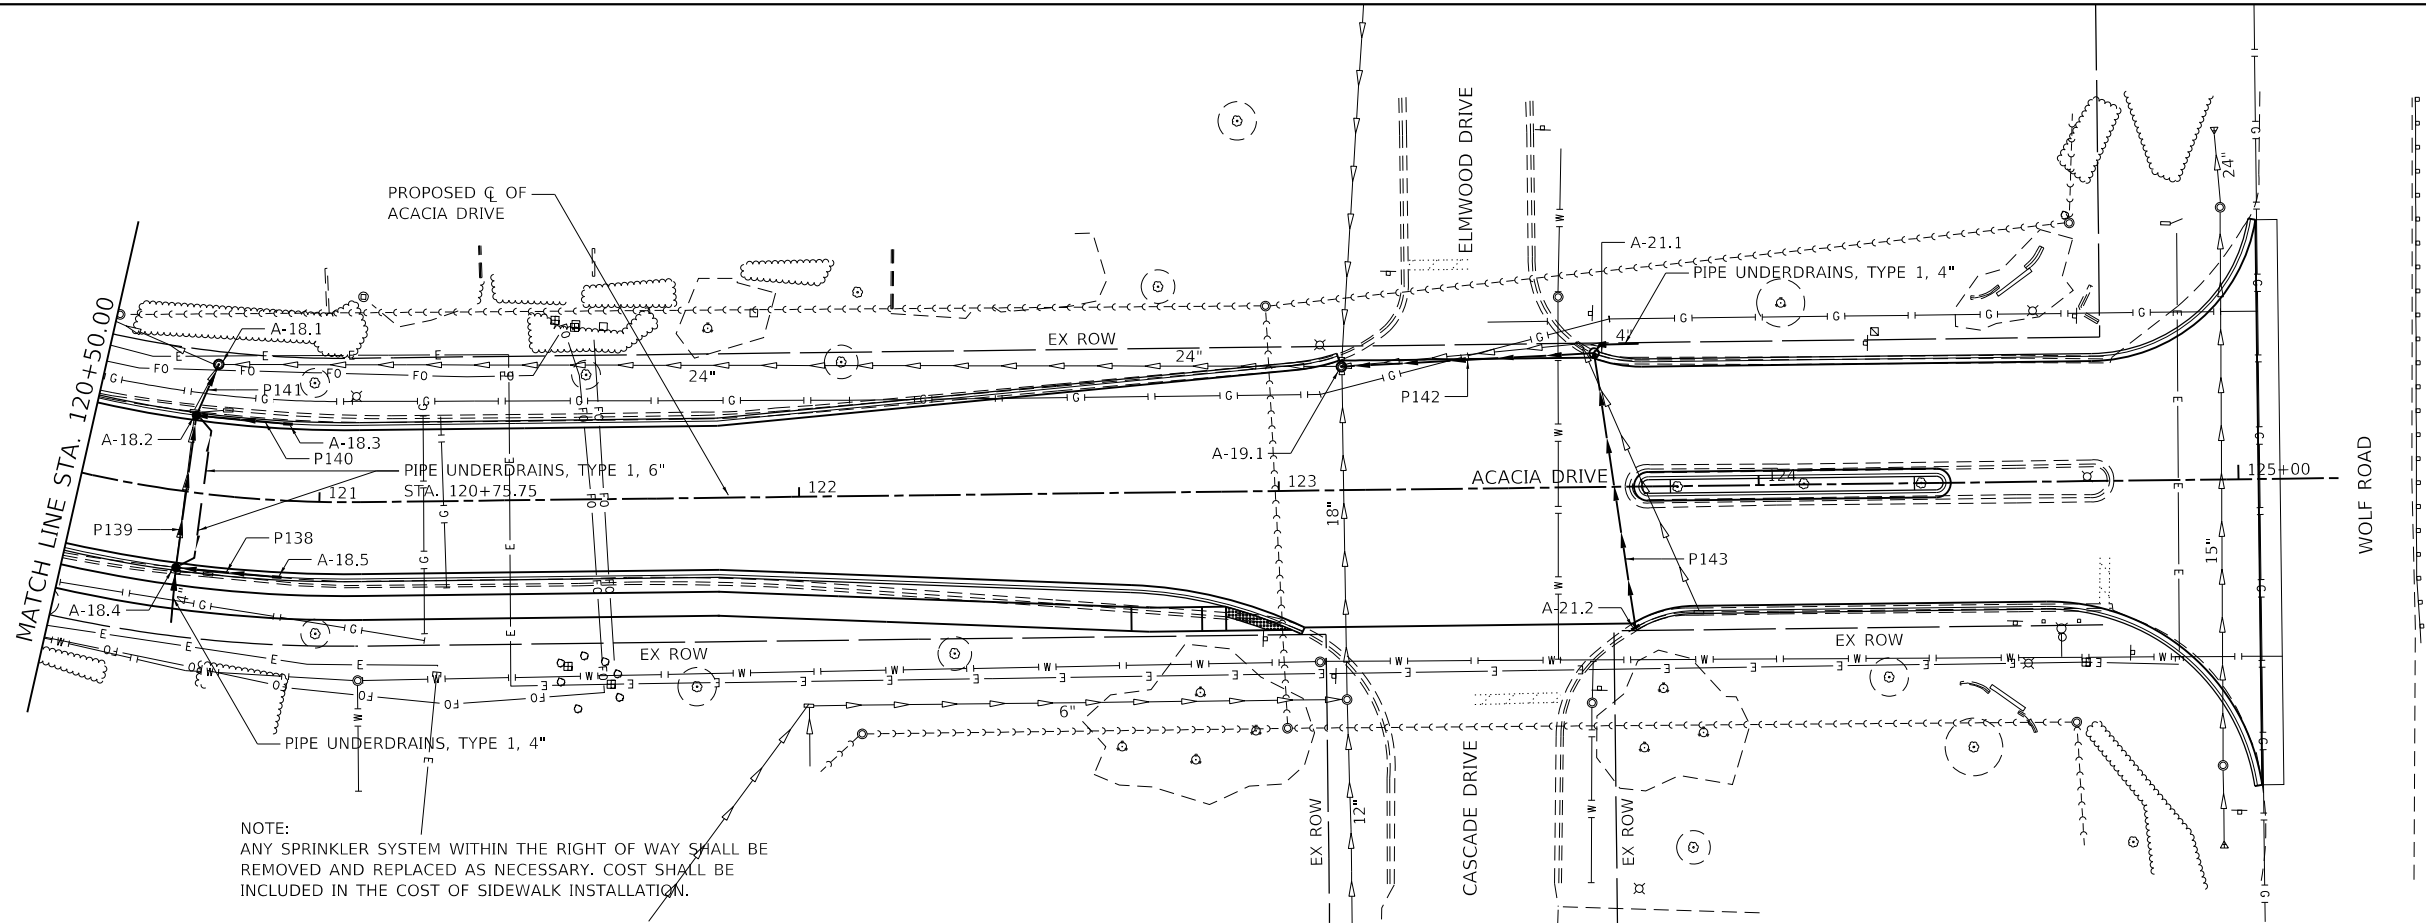 PROPOSED ℄ OF
ACACIA DRIVE
ELMWOOD DRIVE
24"
A-21.1
PIPE UNDERDRAINS, TYPE 1, 4"
MATCH LINE STA. 120+50.00
A-18.1
EX ROW
24"
4"
24"
P141
P142
A-18.2
A-18.3
P140
A-19.1
PIPE UNDERDRAINS, TYPE 1, 6"
STA. 120+75.75
121
122
123
ACACIA DRIVE
124
125+00
WOLF ROAD
18"
15"
P139
P138
A-18.5
P143
A-18.4
4"
A-21.2
EX ROW
EX ROW
6"
PIPE UNDERDRAINS, TYPE 1, 4"
CASCADE DRIVE
EX ROW
12"
EX ROW
NOTE:
ANY SPRINKLER SYSTEM WITHIN THE RIGHT OF WAY SHALL BE
REMOVED AND REPLACED AS NECESSARY. COST SHALL BE
INCLUDED IN THE COST OF SIDEWALK INSTALLATION.